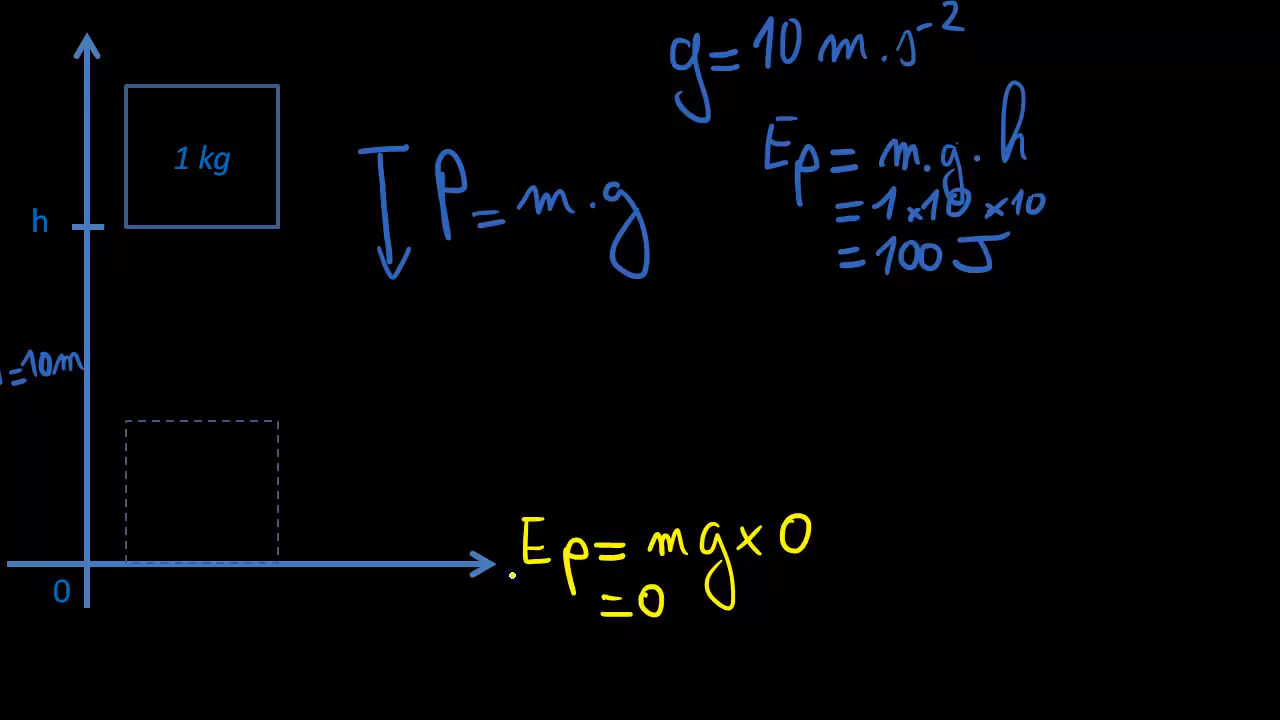 g = 10 m.s⁻²
1 kg
P = m.g
Ep = m.g.h
= 1 x 10 x 10
= 100 J
h
= 10m
Ep = mg x 0
= 0
0